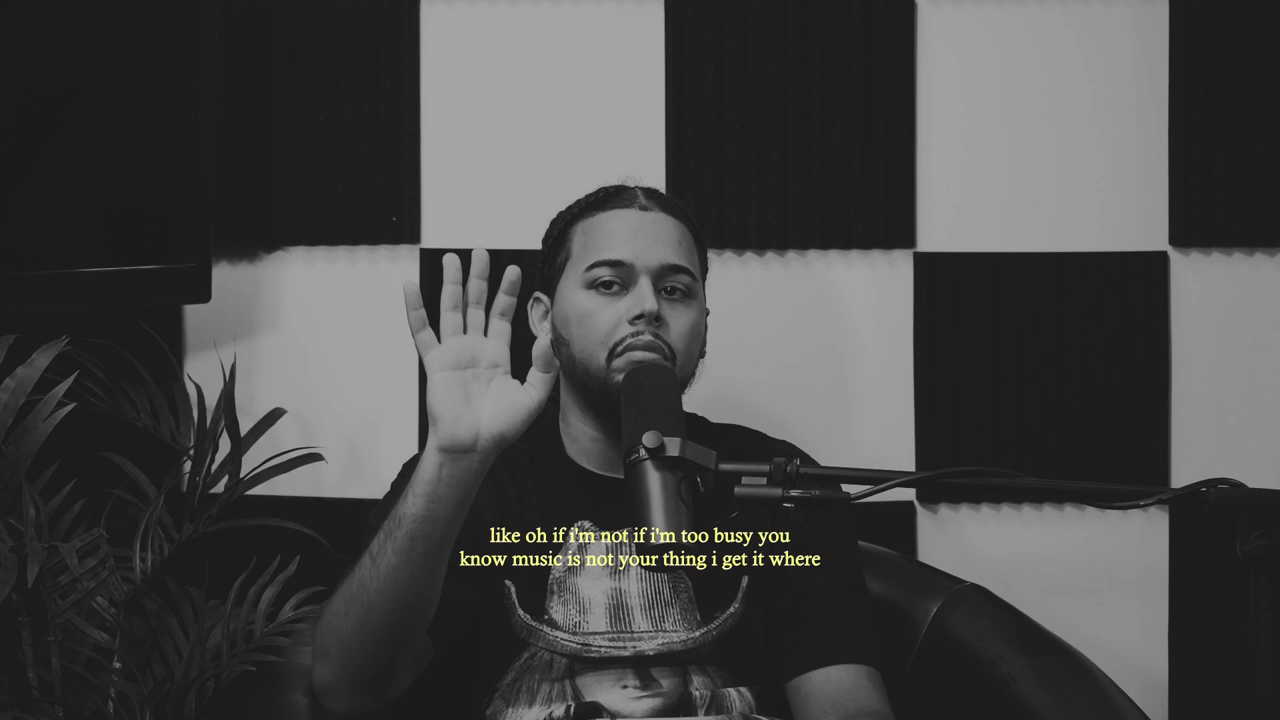 like oh if i'm not if i'm too busy you
know music is not your thing i get it where